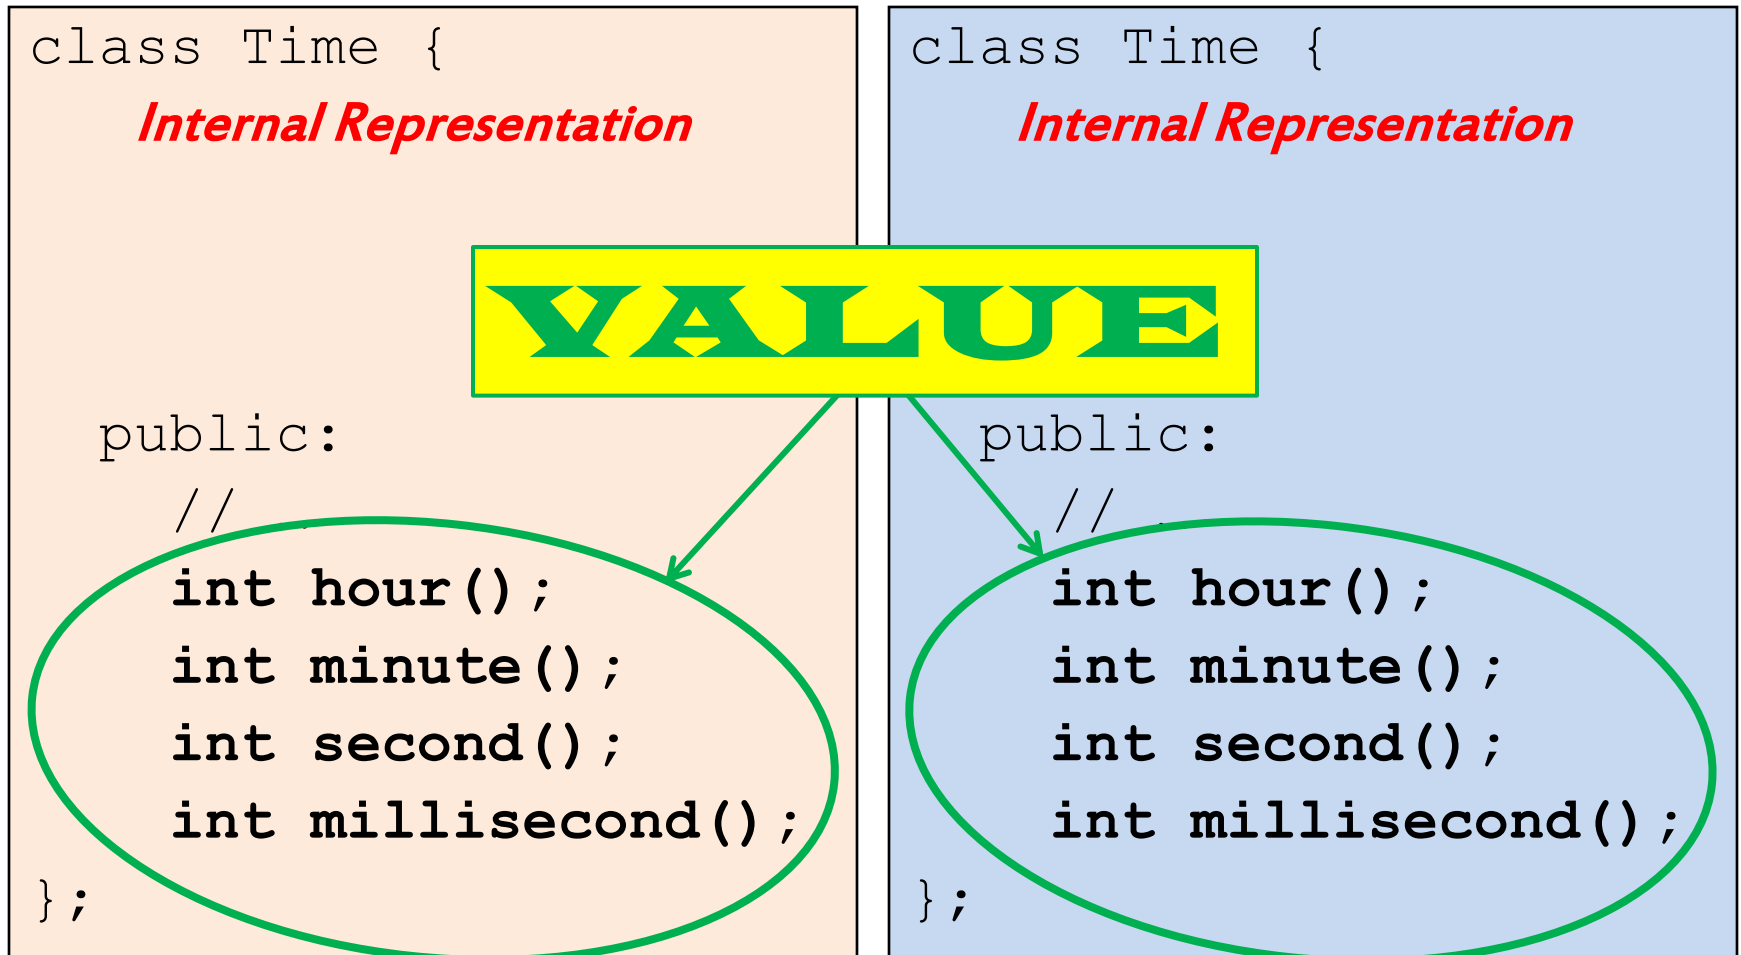 class Time {
Internal Representation
public:
//
int hour();
int minute();
int second();
int millisecond();
};
VALUE
class Time {
Internal Representation
public:
// .
int hour();
int minute();
int second();
int millisecond();
};